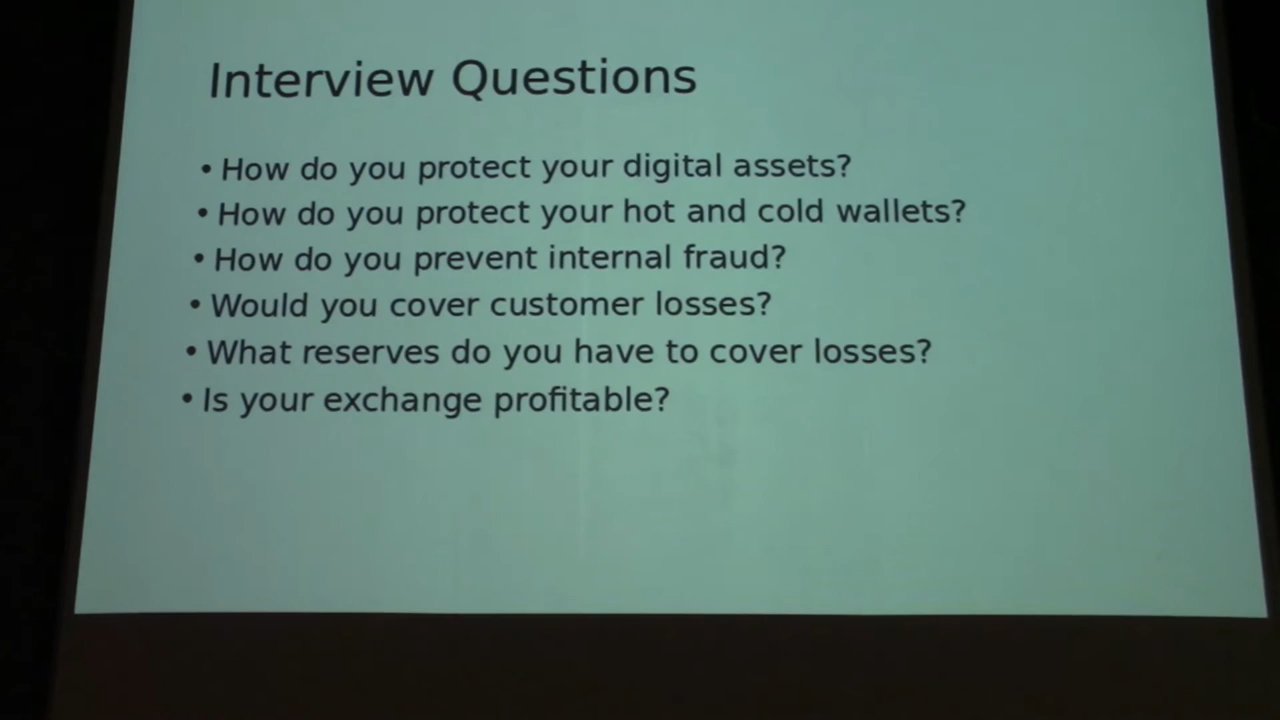 Interview Questions
• How do you protect your digital assets?
• How do you protect your hot and cold wallets?
• How do you prevent internal fraud?
• Would you cover customer losses?
• What reserves do you have to cover losses?
• Is your exchange profitable?